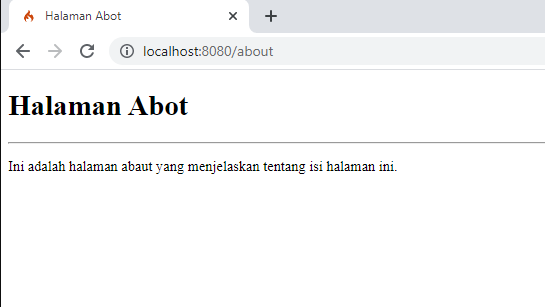 Halaman Abot
localhost:8080/about
Halaman Abot
Ini adalah halaman abaut yang menjelaskan tentang isi halaman ini.